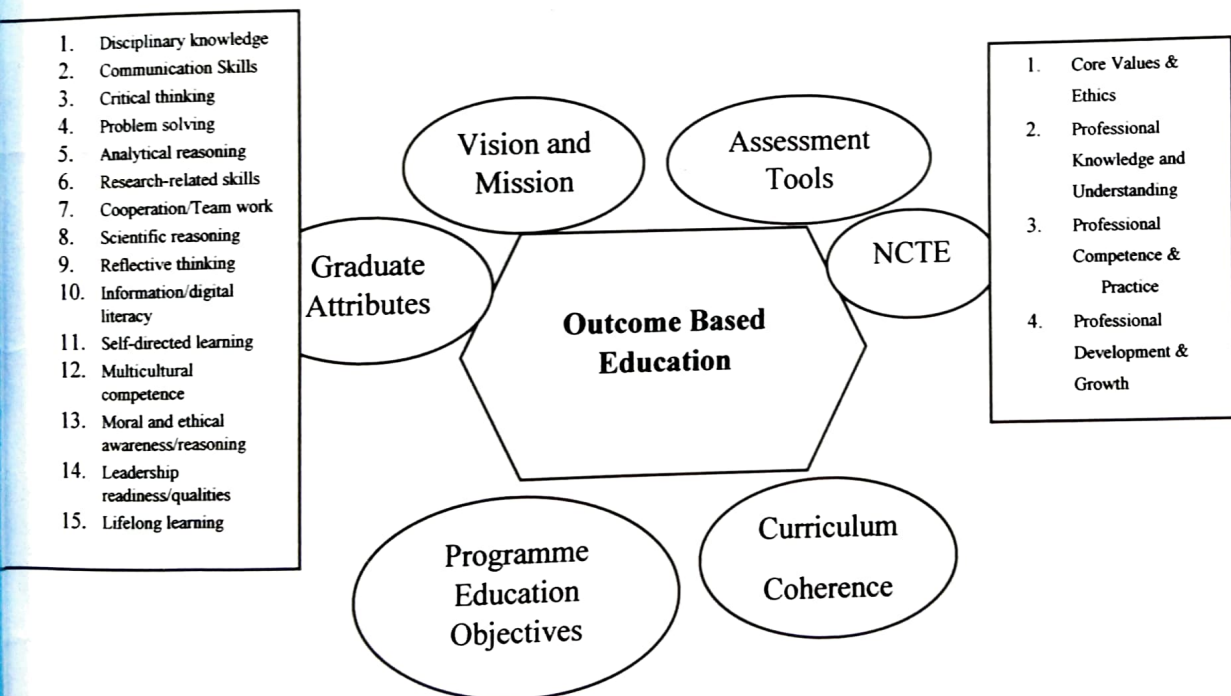 1. Disciplinary knowledge
2. Communication Skills
3. Critical thinking
4. Problem solving
5. Analytical reasoning
6. Research-related skills
7. Cooperation/Team work
8. Scientific reasoning
9. Reflective thinking
10. Information/digital
literacy
11. Self-directed learning
12. Multicultural
competence
13. Moral and ethical
awareness/reasoning
14. Leadership
readiness/qualities
15. Lifelong learning
Graduate
Attributes
Vision and
Mission
Assessment
Tools
NCTE
Outcome Based
Education
Programme
Education
Objectives
Curriculum
Coherence
1. Core Values &
Ethics
2. Professional
Knowledge and
Understanding
3. Professional
Competence &
Practice
4. Professional
Development &
Growth